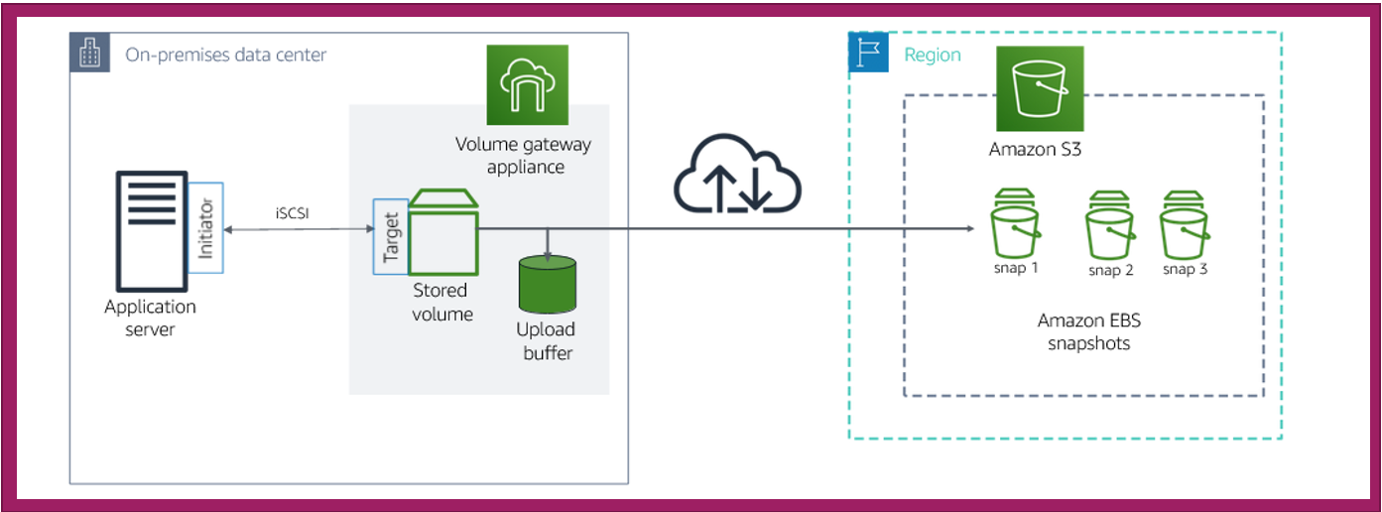 On-premises data center
Volume gateway
appliance
Initiator
iSCSI
Target
Application
server
Stored
volume
Upload
buffer
Region
Amazon S3
snap 1
snap 2
snap 3
Amazon EBS
snapshots